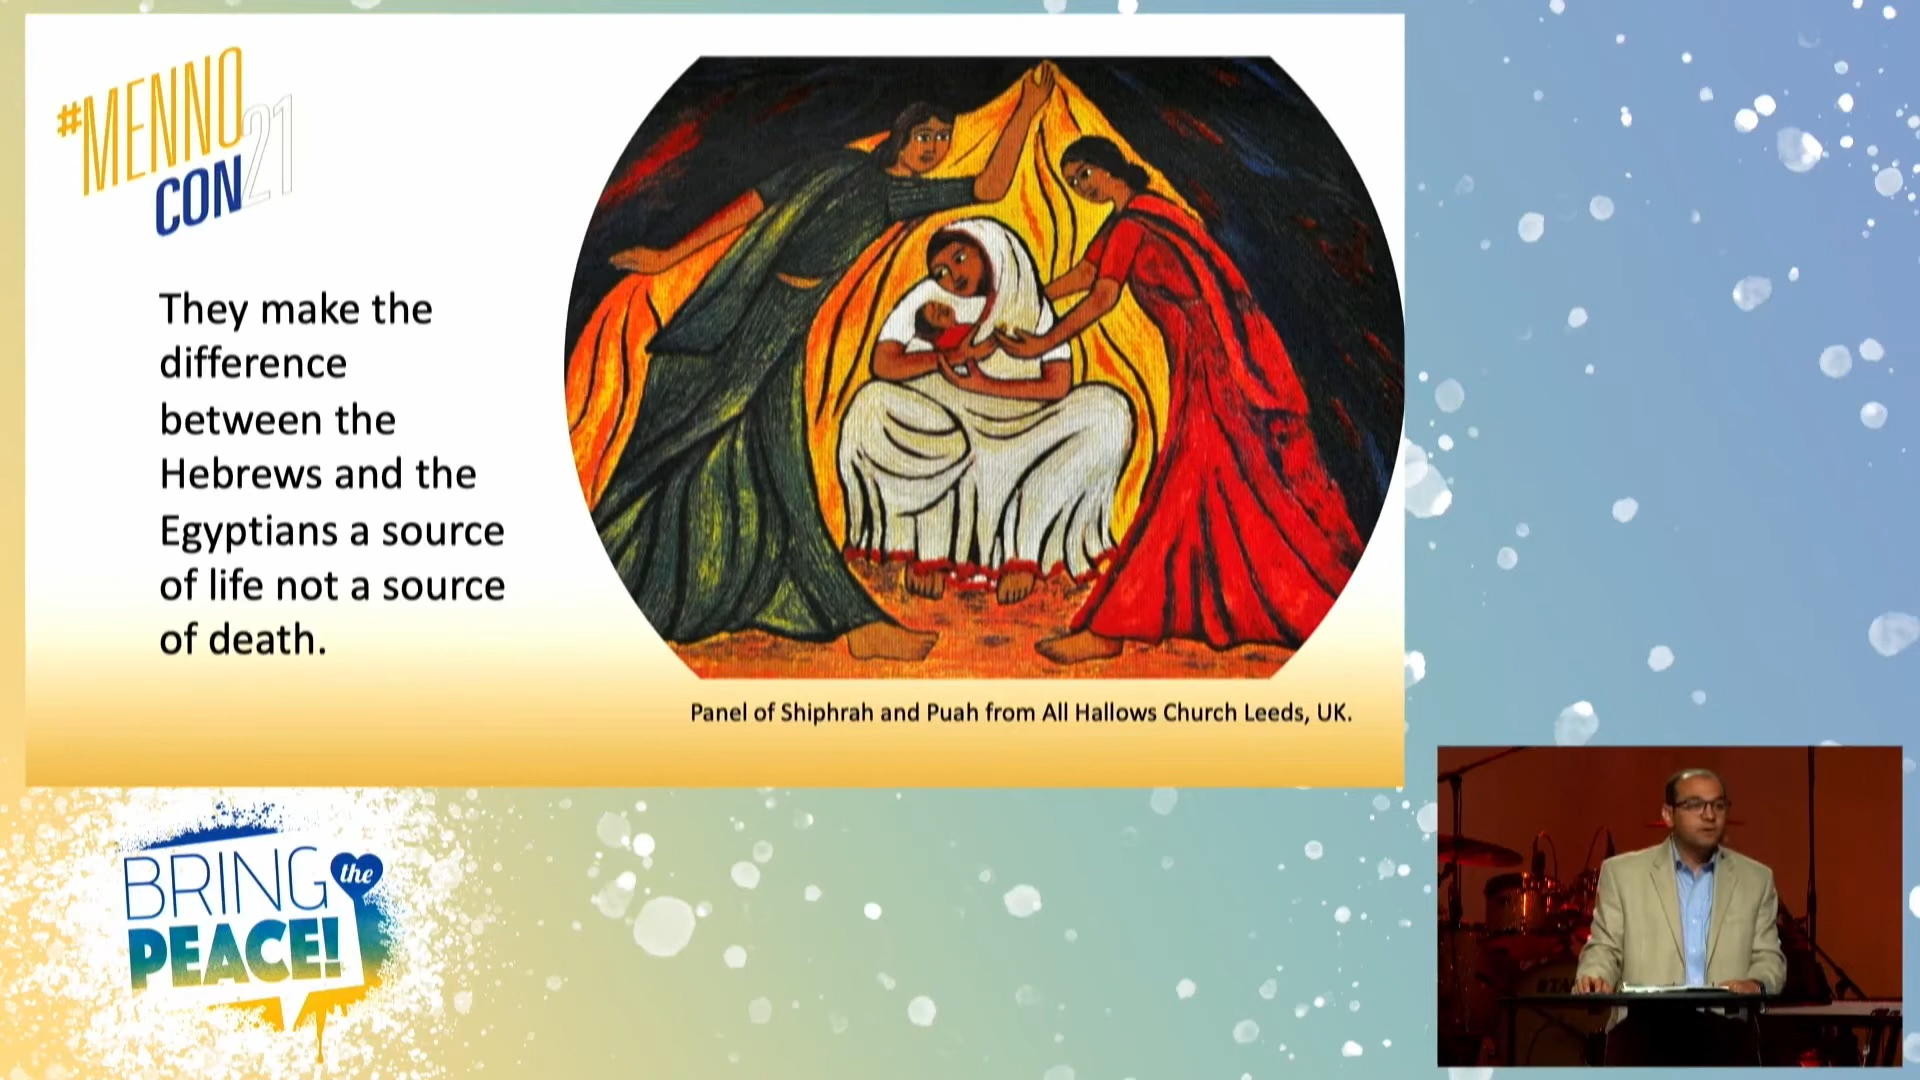 #MENNO
CON21
They make the
difference
between the
Hebrews and the
Egyptians a source
of life not a source
of death.
Panel of Shiphrah and Puah from All Hallows Church Leeds, UK.
BRING the
PEACE!